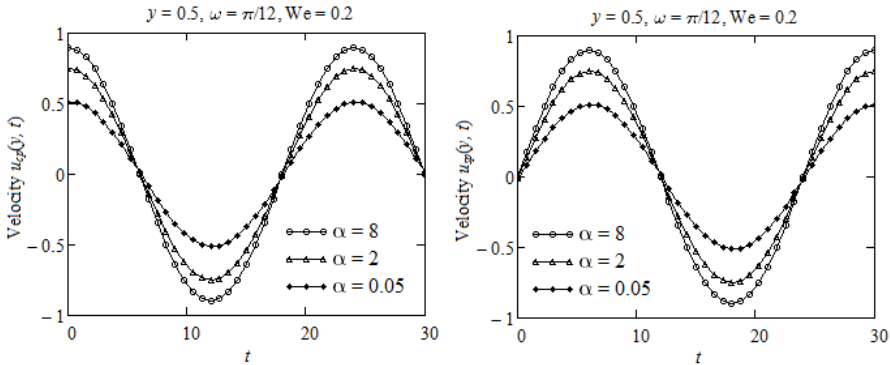 y = 0.5, ω = π/12, We = 0.2
Velocity u_cp(y, t)
1
0.5
0
−0.5
−1
α = 8
α = 2
α = 0.05
0
10
20
30
t
y = 0.5, ω = π/12, We = 0.2
Velocity u_sp(y, t)
1
0.5
0
−0.5
−1
α = 8
α = 2
α = 0.05
0
10
20
30
t